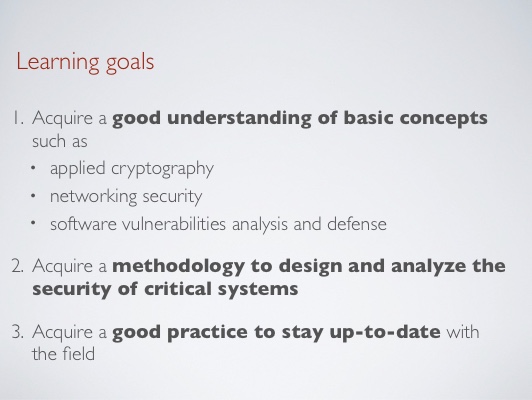 Learning goals
1. Acquire a good understanding of basic concepts
such as
• applied cryptography
• networking security
• software vulnerabilities analysis and defense
2. Acquire a methodology to design and analyze the
security of critical systems
3. Acquire a good practice to stay up-to-date with
the field